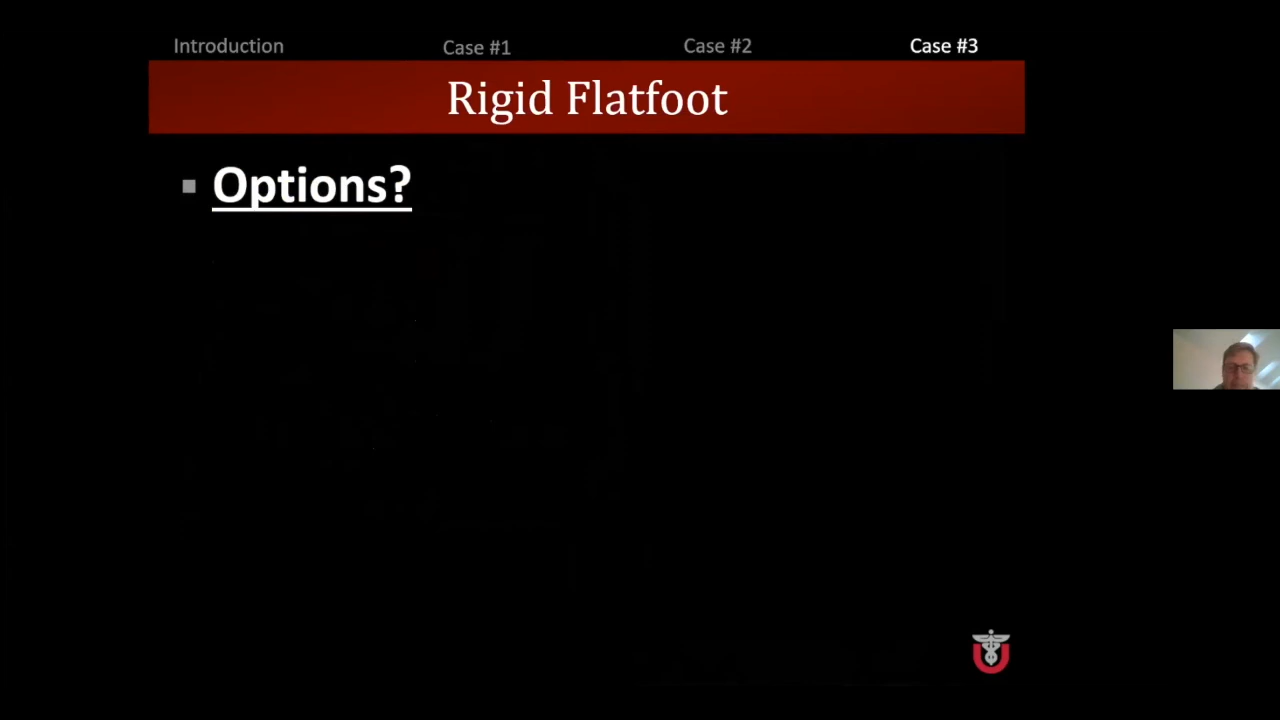 Introduction
Case #1
Case #2
Case #3
Rigid Flatfoot
Options?